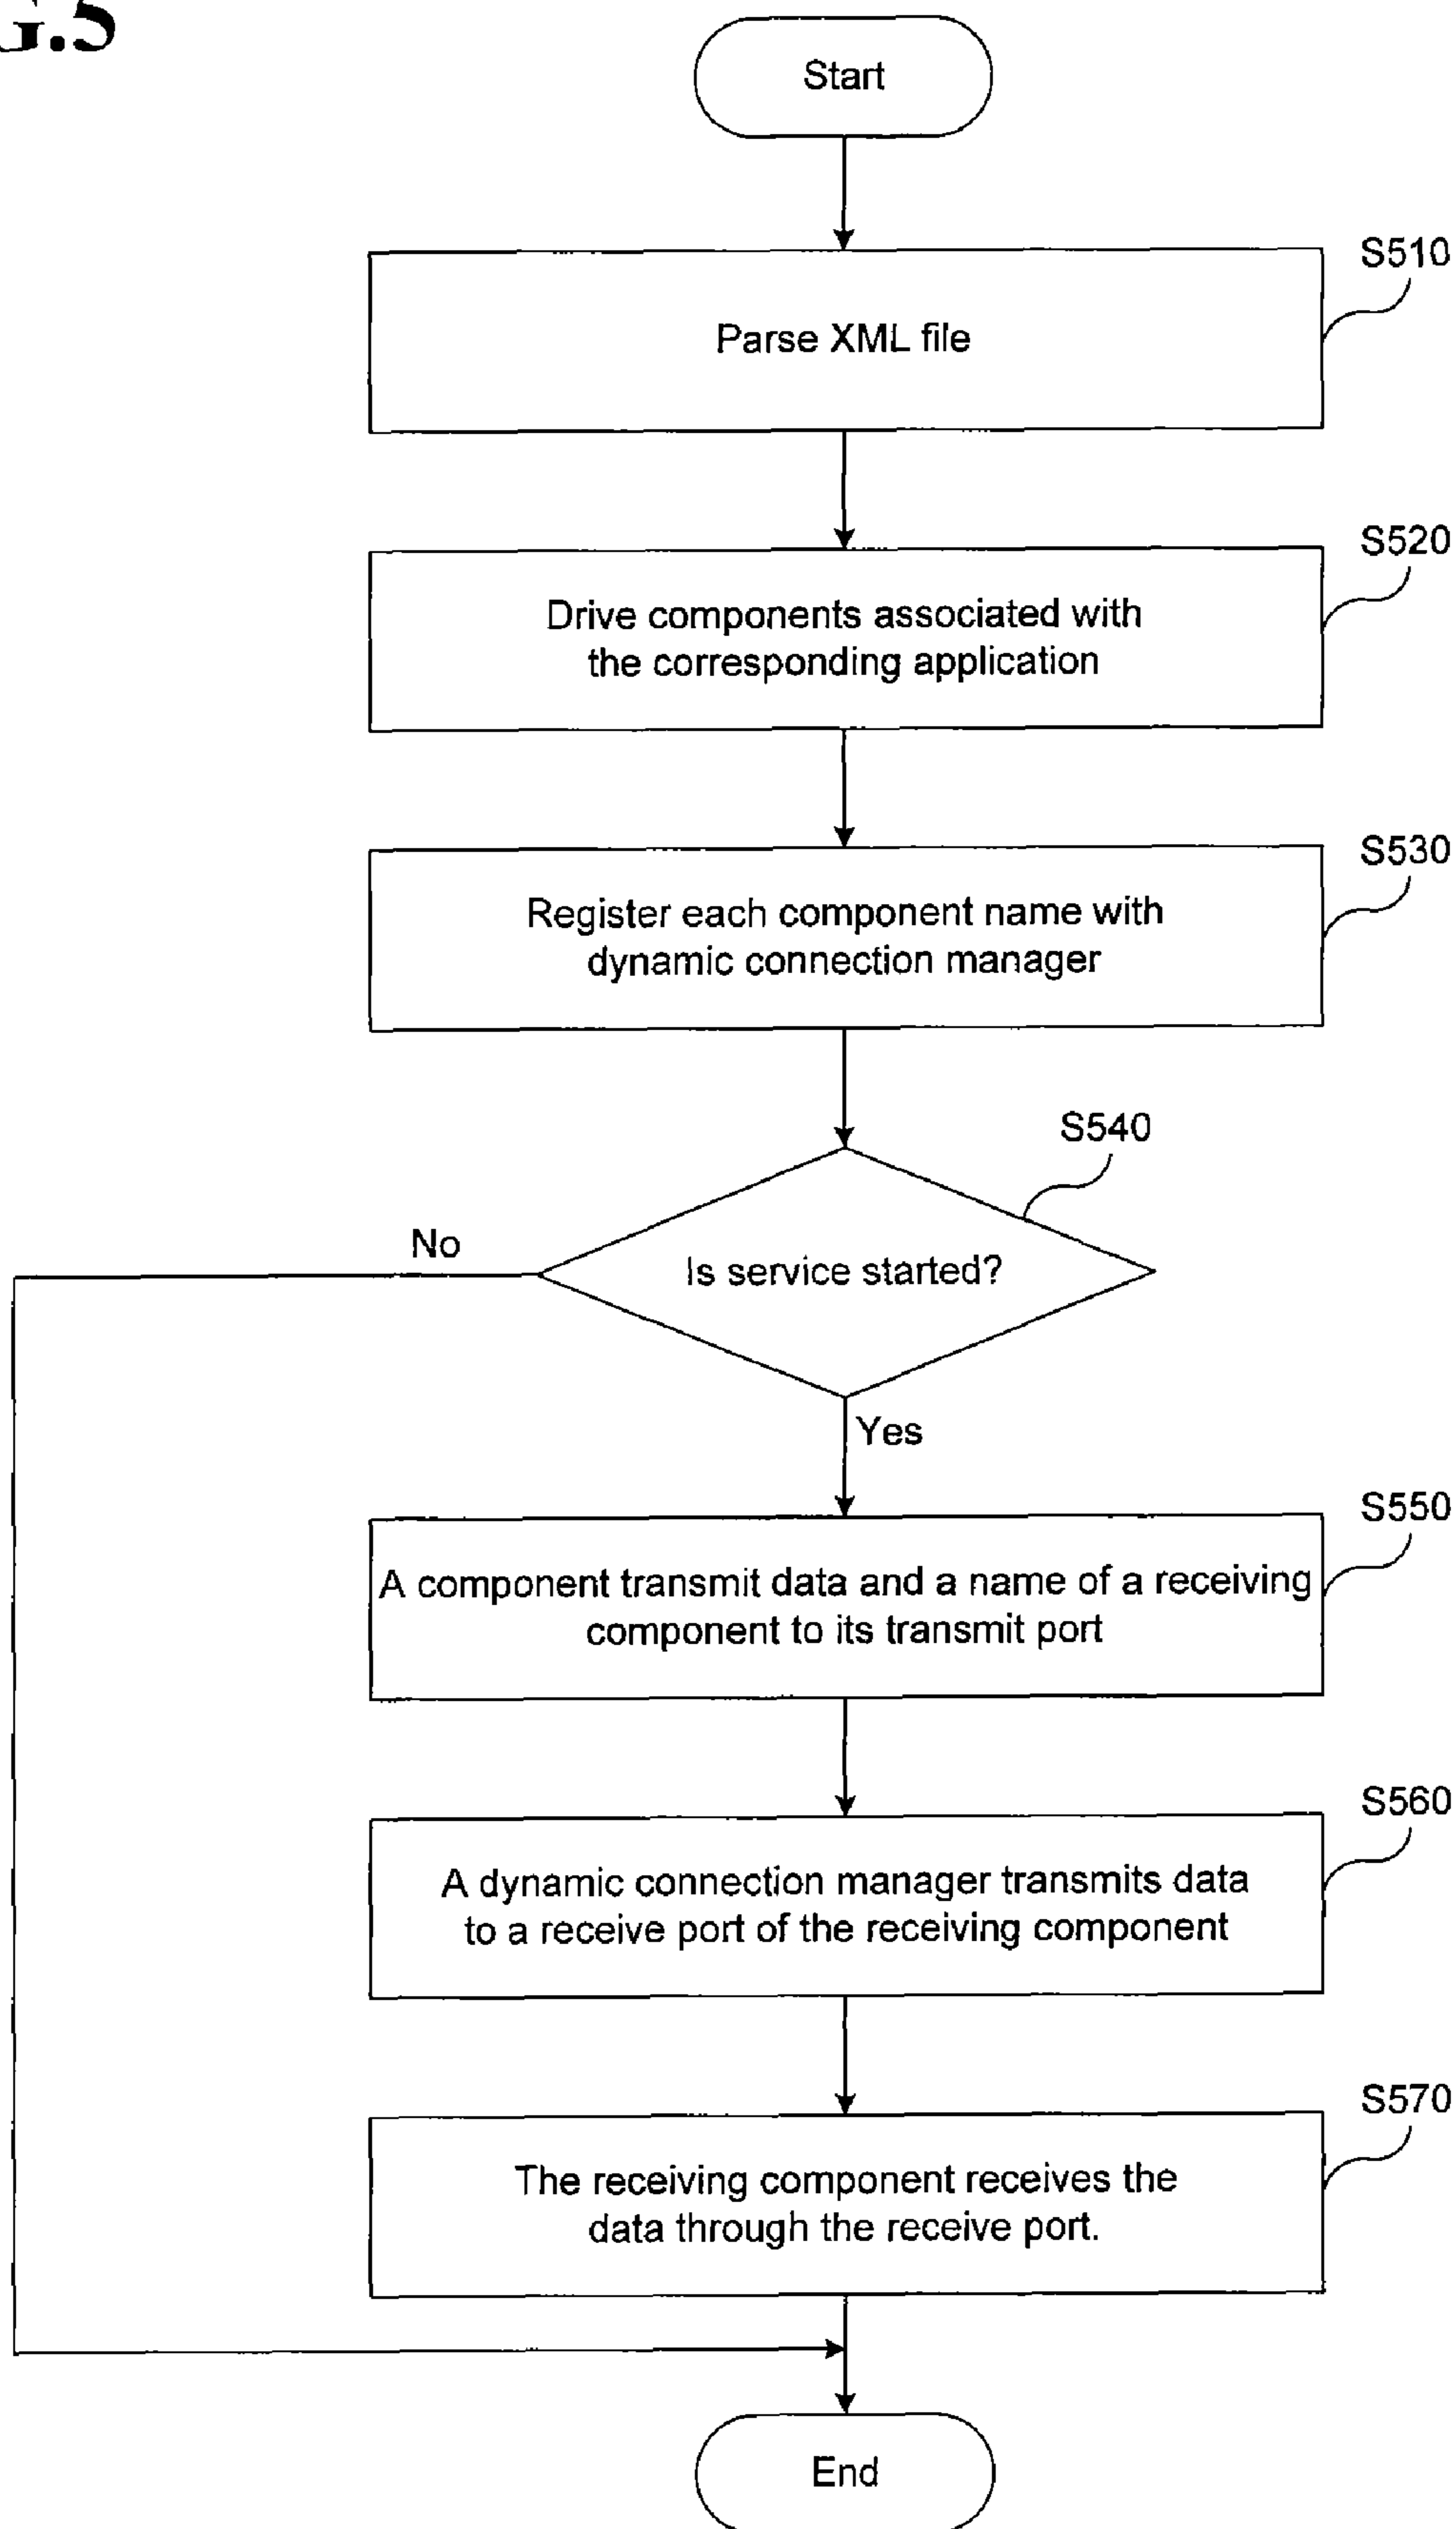 G.5
Start
S510
Parse XML file
S520
Drive components associated with
the corresponding application
S530
Register each component name with
dynamic connection manager
S540
No
Is service started?
Yes
S550
A component transmit data and a name of a receiving
component to its transmit port
S560
A dynamic connection manager transmits data
to a receive port of the receiving component
S570
The receiving component receives the
data through the receive port.
End